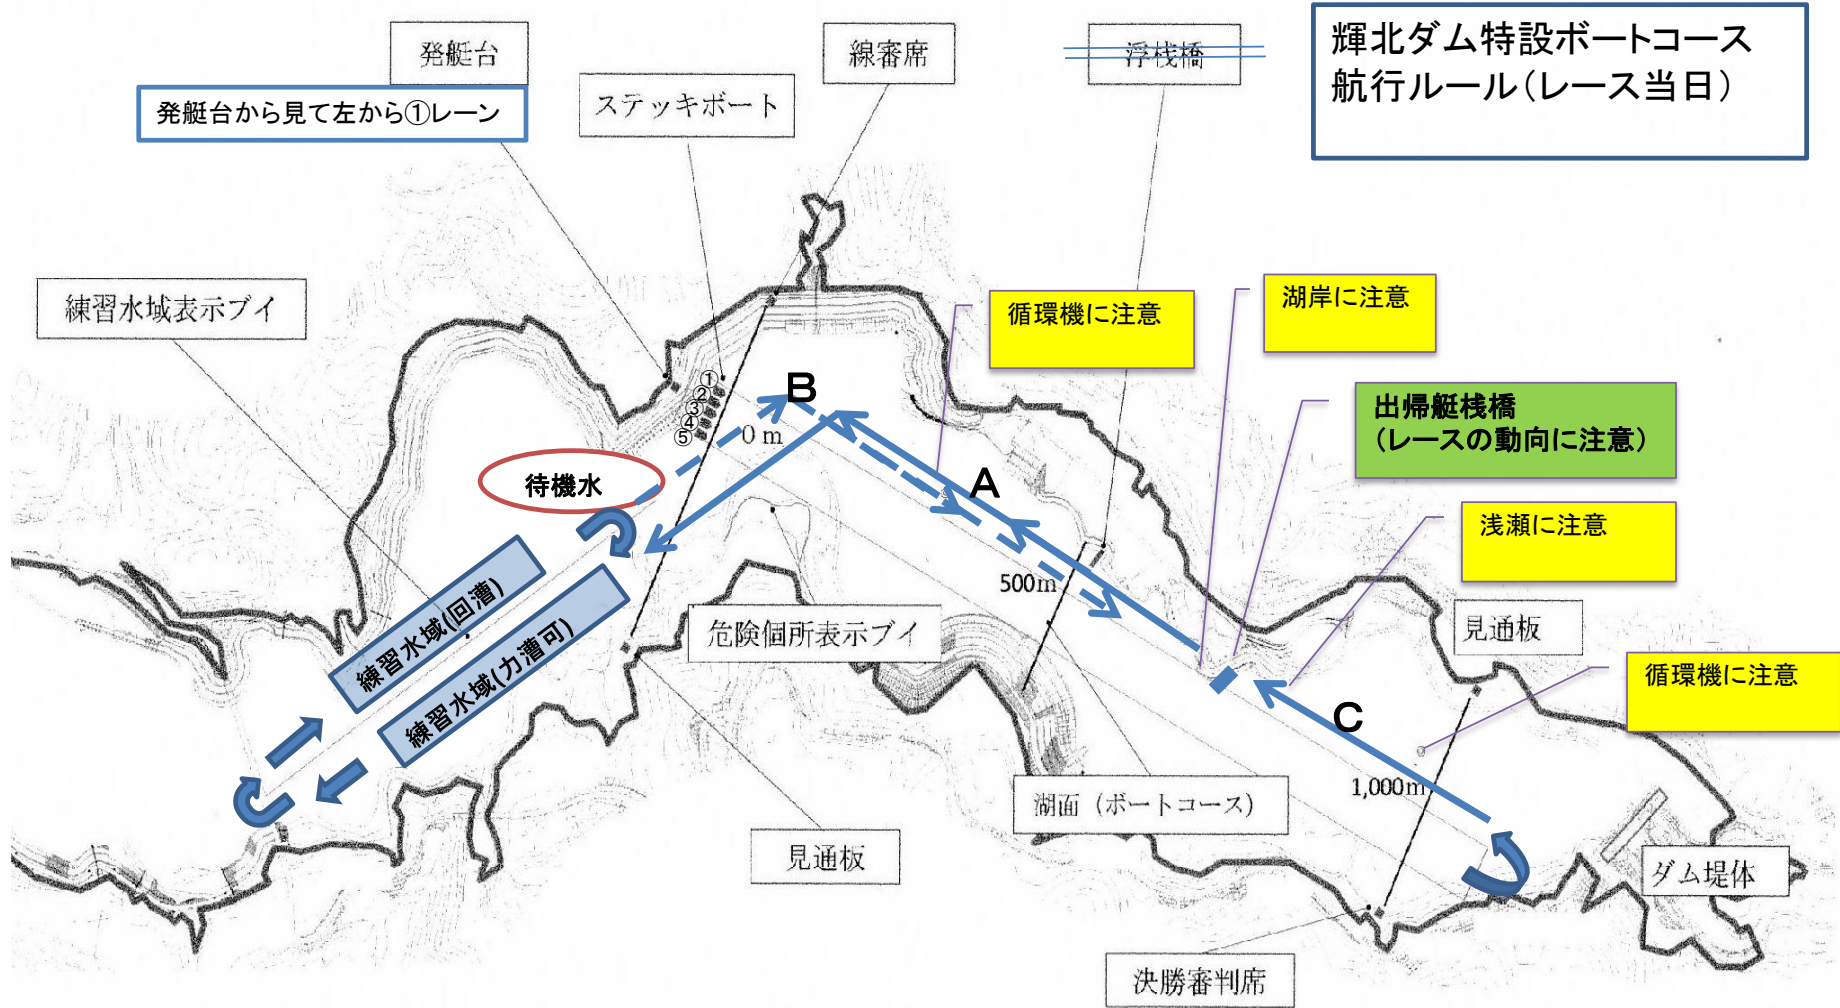 輝北ダム特設ボートコース
航行ルール(レース当日)
発艇台
線審席
浮桟橋
発艇台から見て左から①レーン
ステッキボート
練習水域表示ブイ
循環機に注意
湖岸に注意
出帰艇桟橋
(レースの動向に注意)
浅瀬に注意
見通板
循環機に注意
①
②
③
④
⑤
B
0m
A
待機水
500m
練習水域(回漕)
練習水域(力漕可)
危険個所表示ブイ
C
1,000m
湖面(ボートコース)
見通板
ダム堤体
決勝審判席